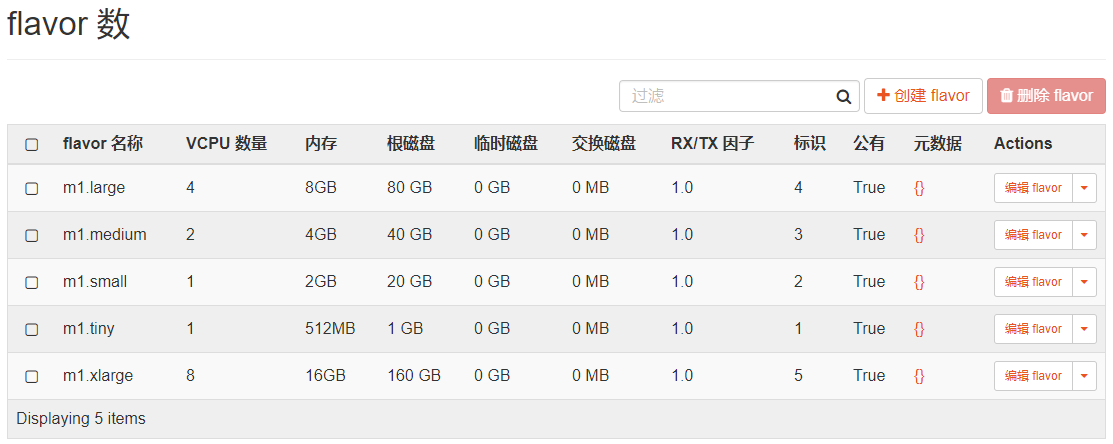 flavor 数
过滤 创建 flavor 删除 flavor
flavor 名称 VCPU 数量 内存 根磁盘 临时磁盘 交换磁盘 RX/TX 因子 标识 公有 元数据 Actions
m1.large 4 8GB 80 GB 0 GB 0 MB 1.0 4 True {} 编辑 flavor
m1.medium 2 4GB 40 GB 0 GB 0 MB 1.0 3 True {} 编辑 flavor
m1.small 1 2GB 20 GB 0 GB 0 MB 1.0 2 True {} 编辑 flavor
m1.tiny 1 512MB 1 GB 0 GB 0 MB 1.0 1 True {} 编辑 flavor
m1.xlarge 8 16GB 160 GB 0 GB 0 MB 1.0 5 True {} 编辑 flavor
Displaying 5 items